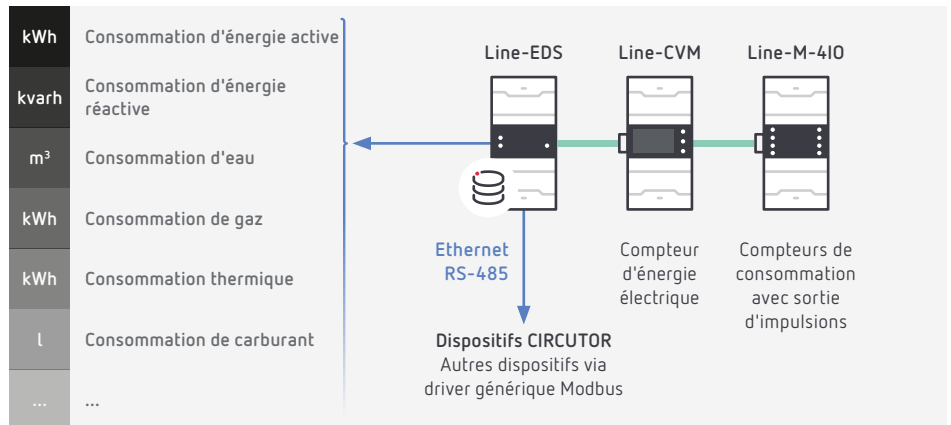 kWh Consommation d'énergie active
kvarh Consommation d'énergie
réactive
m³ Consommation d'eau
kWh Consommation de gaz
kWh Consommation thermique
l Consommation de carburant
... ...
Line-EDS Line-CVM Line-M-4IO
Ethernet
RS-485
Dispositifs CIRCUTOR
Autres dispositifs via
driver générique Modbus
Compteur
d'énergie
électrique
Compteurs de
consommation
avec sortie
d'impulsions